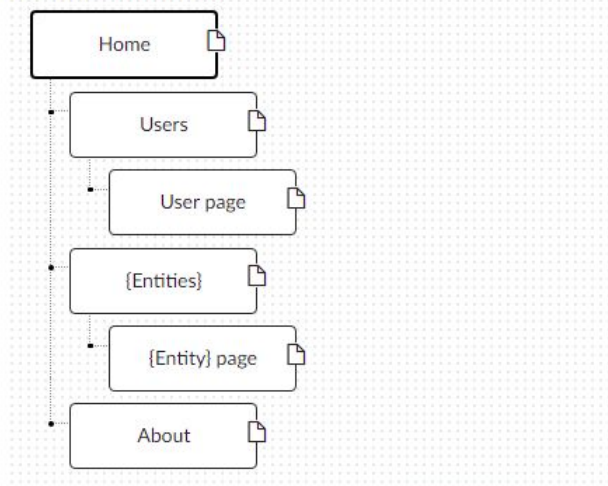 Home
Users
User page
{Entities}
{Entity} page
About